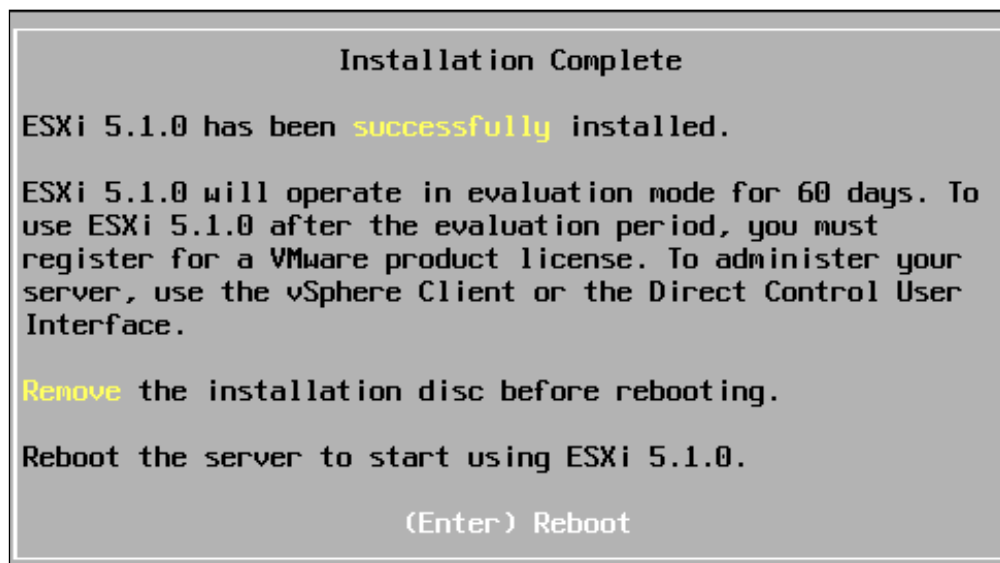 Installation Complete
ESXi 5.1.0 has been successfully installed.
ESXi 5.1.0 will operate in evaluation mode for 60 days. To
use ESXi 5.1.0 after the evaluation period, you must
register for a VMware product license. To administer your
server, use the vSphere Client or the Direct Control User
Interface.
Remove the installation disc before rebooting.
Reboot the server to start using ESXi 5.1.0.
(Enter) Reboot